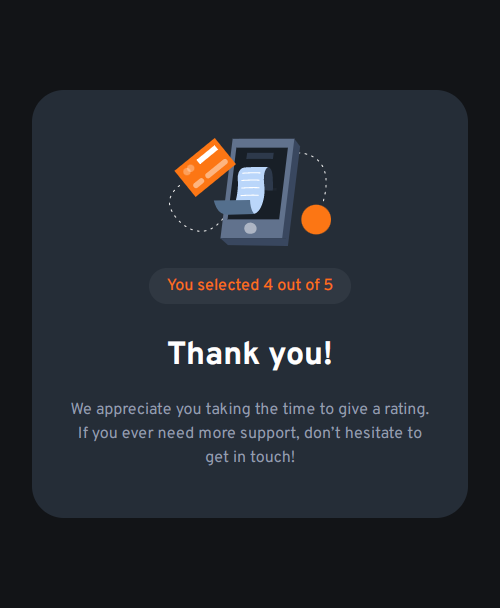 You selected 4 out of 5
Thank you!
We appreciate you taking the time to give a rating.
If you ever need more support, don’t hesitate to
get in touch!